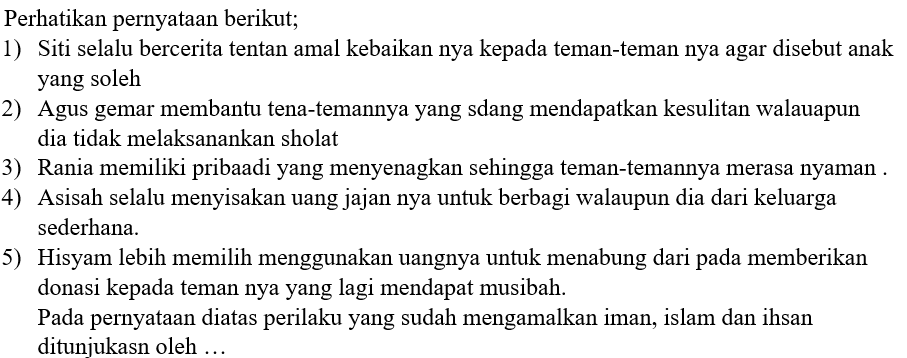 Perhatikan pernyataan berikut;
1) Siti selalu bercerita tentan amal kebaikan nya kepada teman-teman nya agar disebut anak
yang soleh
2) Agus gemar membantu tena-temannya yang sdang mendapatkan kesulitan walauapun
dia tidak melaksanankan sholat
3) Rania memiliki pribaadi yang menyenagkan sehingga teman-temannya merasa nyaman .
4) Asisah selalu menyisakan uang jajan nya untuk berbagi walaupun dia dari keluarga
sederhana.
5) Hisyam lebih memilih menggunakan uangnya untuk menabung dari pada memberikan
donasi kepada teman nya yang lagi mendapat musibah.
Pada pernyataan diatas perilaku yang sudah mengamalkan iman, islam dan ihsan
ditunjukasn oleh …